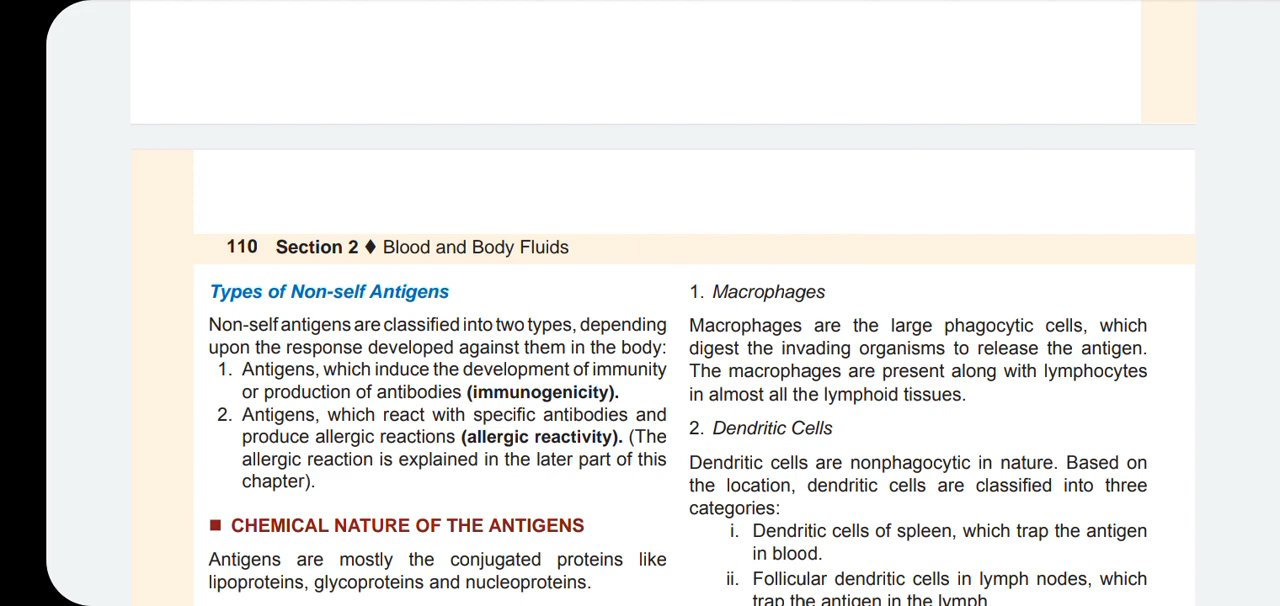 110 Section 2 ♦ Blood and Body Fluids
Types of Non-self Antigens
Non-self antigens are classified into two types, depending
upon the response developed against them in the body:
1. Antigens, which induce the development of immunity
or production of antibodies (immunogenicity).
2. Antigens, which react with specific antibodies and
produce allergic reactions (allergic reactivity). (The
allergic reaction is explained in the later part of this
chapter).
■ CHEMICAL NATURE OF THE ANTIGENS
Antigens are mostly the conjugated proteins like
lipoproteins, glycoproteins and nucleoproteins.
1. Macrophages
Macrophages are the large phagocytic cells, which
digest the invading organisms to release the antigen.
The macrophages are present along with lymphocytes
in almost all the lymphoid tissues.
2. Dendritic Cells
Dendritic cells are nonphagocytic in nature. Based on
the location, dendritic cells are classified into three
categories:
i. Dendritic cells of spleen, which trap the antigen
in blood.
ii. Follicular dendritic cells in lymph nodes, which
trap the antigen in the lymph.